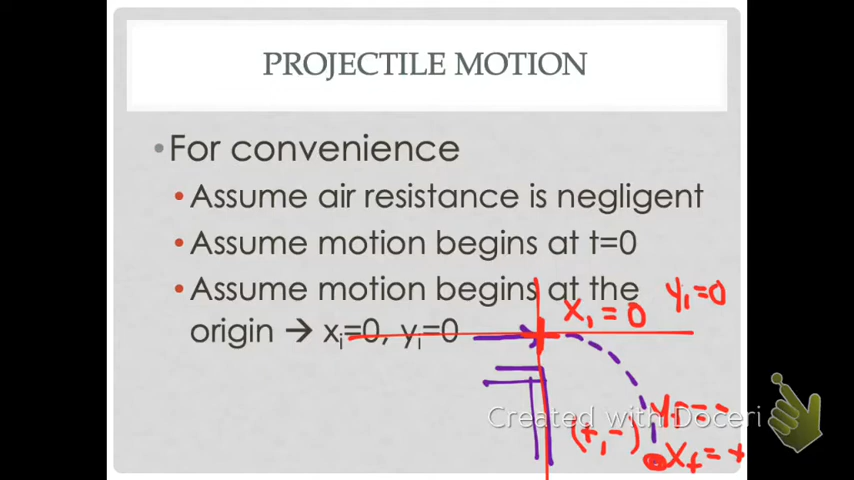 PROJECTILE MOTION
• For convenience
• Assume air resistance is negligent
• Assume motion begins at t=0
• Assume motion begins at the
origin → xᵢ=0, yᵢ=0
x₁ = 0
y₁=0
Created with Doceri
yf = -
(+, -)
xf = +